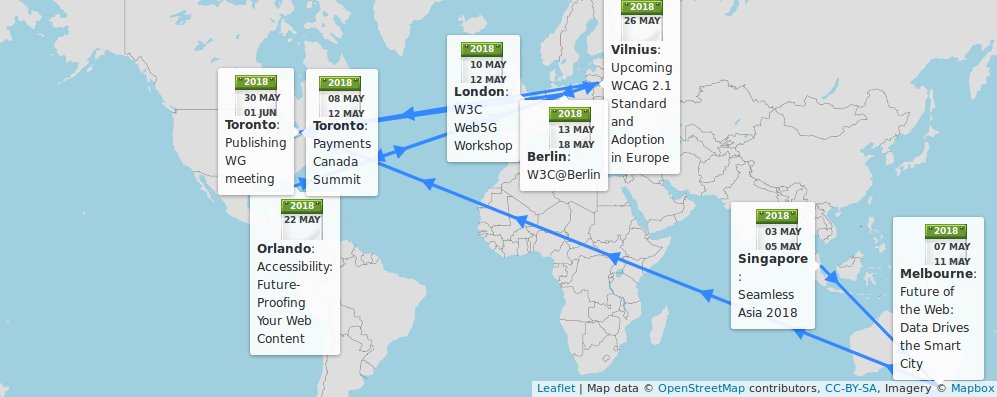 2018
30 MAY
01 JUN
Toronto:
Publishing
WG
meeting
2018
08 MAY
12 MAY
Toronto:
Payments
Canada
Summit
2018
22 MAY
Orlando:
Accessibility:
Future-
Proofing
Your Web
Content
2018
10 MAY
12 MAY
London:
W3C
Web5G
Workshop
2018
13 MAY
18 MAY
Berlin:
W3C@Berlin
2018
26 MAY
Vilnius:
Upcoming
WCAG 2.1
Standard
and
Adoption
in Europe
2018
03 MAY
05 MAY
Singapore
:
Seamless
Asia 2018
2018
07 MAY
11 MAY
Melbourne:
Future of
the Web:
Data Drives
the Smart
City
Leaflet | Map data © OpenStreetMap contributors, CC-BY-SA, Imagery © Mapbox